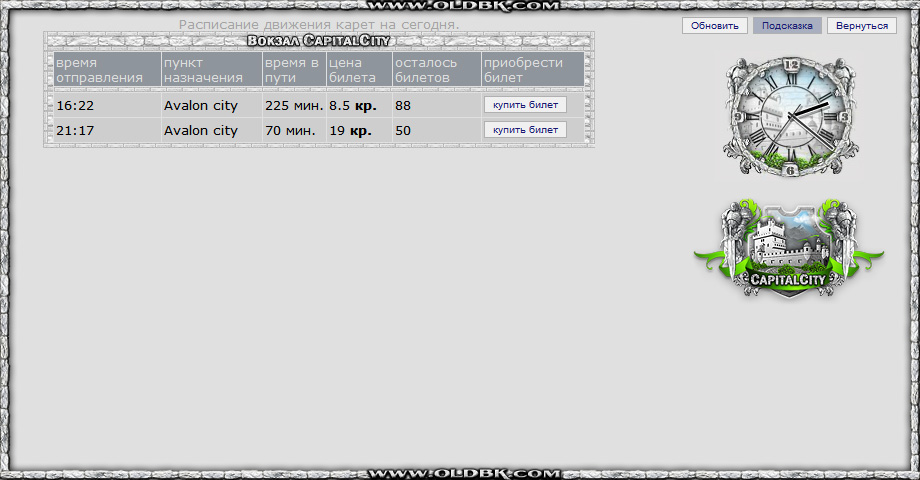 www.OLDBK.com
Расписание движения карет на сегодня.
Обновить Подсказка Вернуться
Вокзал CapitalCity
время отправления пункт назначения время в пути цена билета осталось билетов приобрести билет
16:22 Avalon city 225 мин. 8.5 кр. 88 купить билет
21:17 Avalon city 70 мин. 19 кр. 50 купить билет
12
9 3
6
CapitalCity
www.OLDBK.com